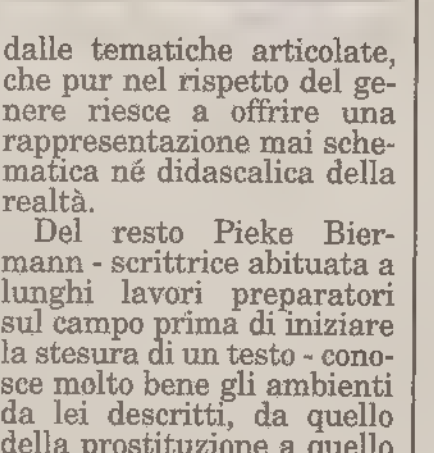 dalle tematiche articolate,
che pur nel rispetto del ge-
nere riesce a offrire una
rappresentazione mai sche-
matica né didascalica della
realtà.
Del resto Pieke Bier-
mann - scrittrice abituata a
lunghi lavori preparatori
sul campo prima di iniziare
la stesura di un testo - cono-
sce molto bene gli ambienti
da lei descritti, da quello
della prostituzione a quello